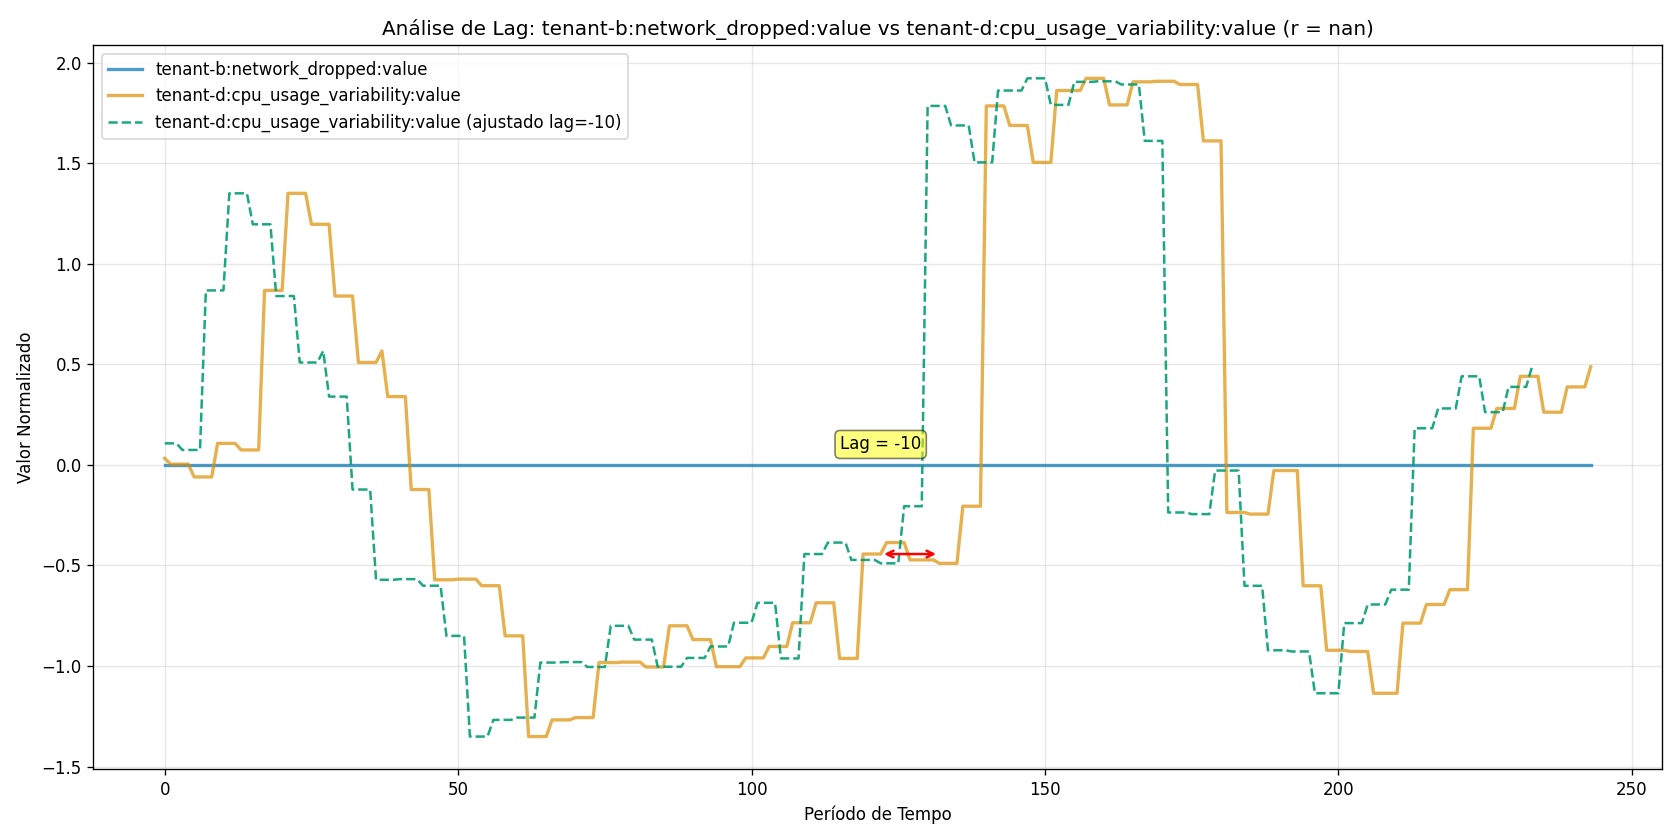 Análise de Lag: tenant-b:network_dropped:value vs tenant-d:cpu_usage_variability:value (r = nan)
tenant-b:network_dropped:value
tenant-d:cpu_usage_variability:value
tenant-d:cpu_usage_variability:value (ajustado lag=-10)
2.0
1.5
1.0
0.5
0.0
−0.5
−1.0
−1.5
Valor Normalizado
Lag = -10
0
50
100
150
200
250
Período de Tempo